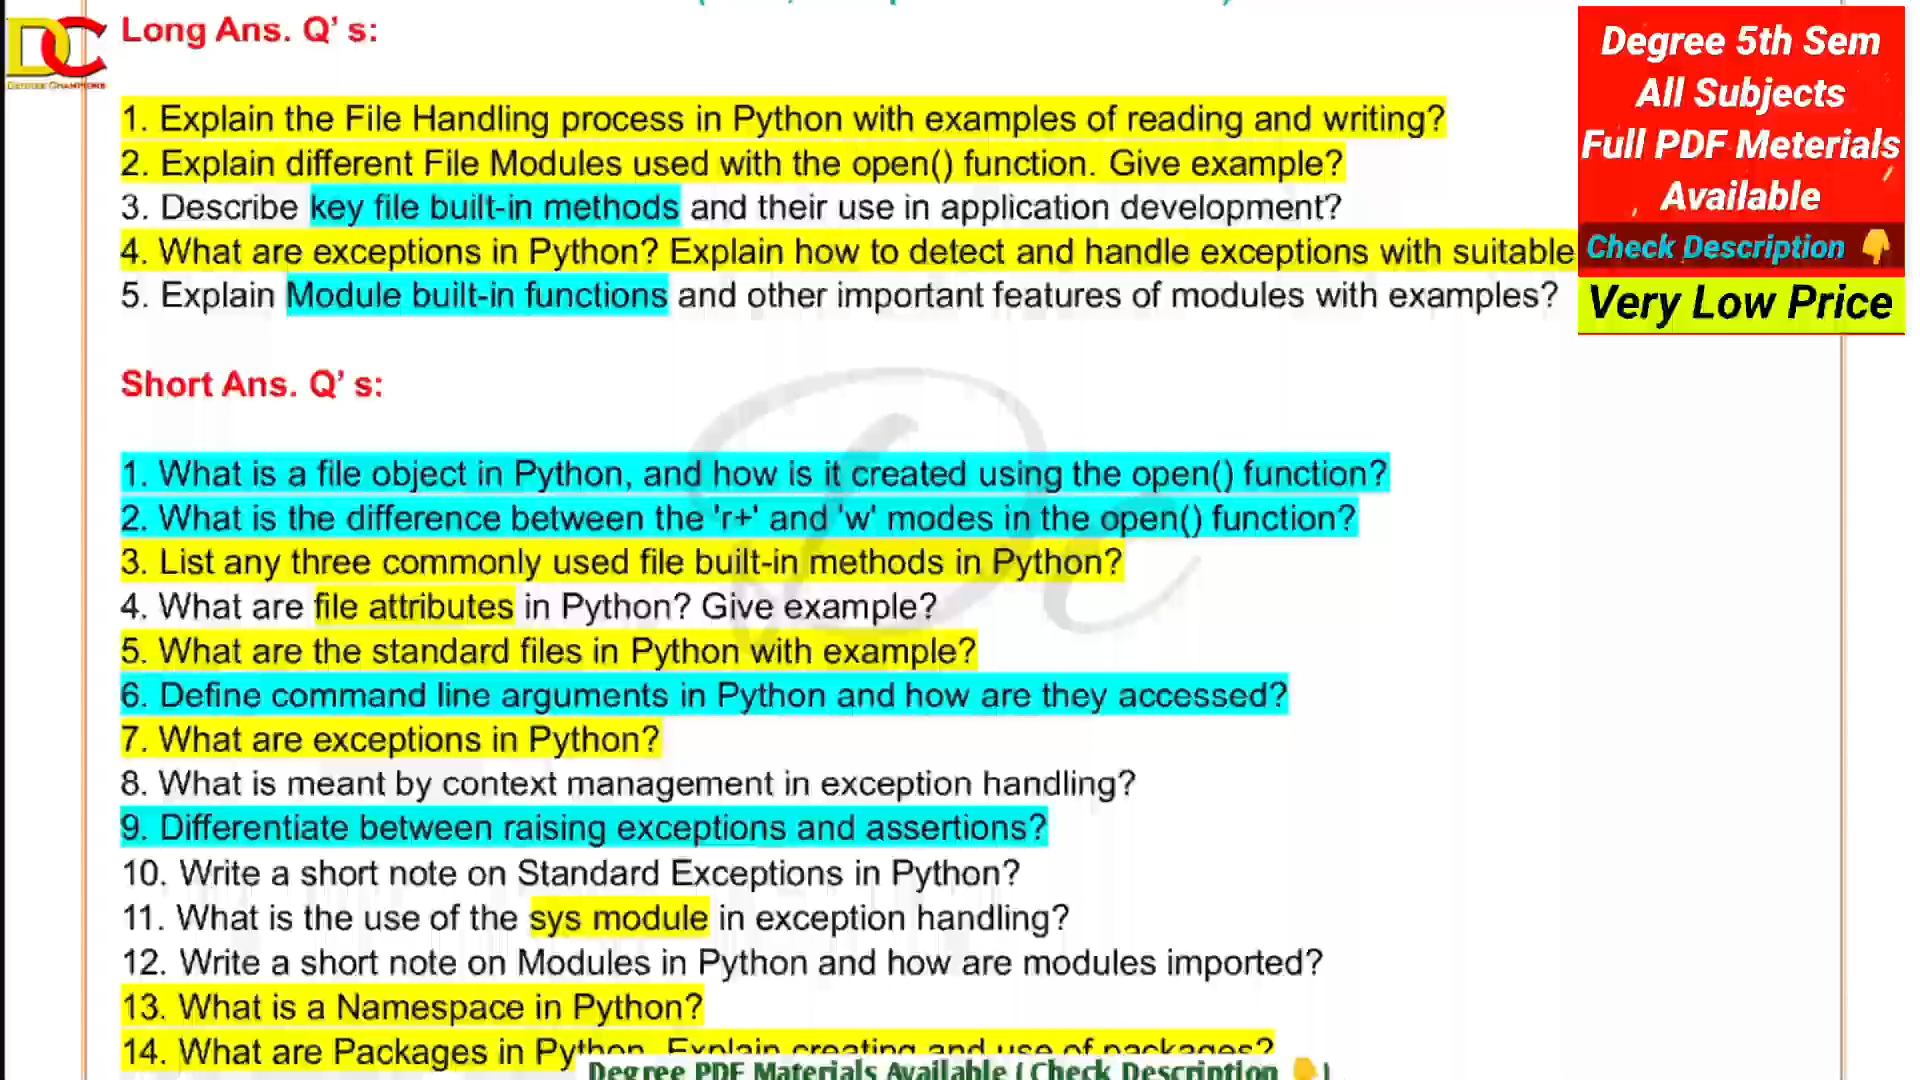 DC
DEGREE CHAMPIONS
Long Ans. Q’ s:
1. Explain the File Handling process in Python with examples of reading and writing?
2. Explain different File Modules used with the open() function. Give example?
3. Describe key file built-in methods and their use in application development?
4. What are exceptions in Python? Explain how to detect and handle exceptions with suitable
5. Explain Module built-in functions and other important features of modules with examples?
Degree 5th Sem
All Subjects
Full PDF Meterials
Available
Check Description 👇
Very Low Price
Short Ans. Q’ s:
1. What is a file object in Python, and how is it created using the open() function?
2. What is the difference between the 'r+' and 'w' modes in the open() function?
3. List any three commonly used file built-in methods in Python?
4. What are file attributes in Python? Give example?
5. What are the standard files in Python with example?
6. Define command line arguments in Python and how are they accessed?
7. What are exceptions in Python?
8. What is meant by context management in exception handling?
9. Differentiate between raising exceptions and assertions?
10. Write a short note on Standard Exceptions in Python?
11. What is the use of the sys module in exception handling?
12. Write a short note on Modules in Python and how are modules imported?
13. What is a Namespace in Python?
14. What are Packages in Python. Explain creating and use of packages?
Degree PDF Materials Available ( Check Description 👇 )
Dc